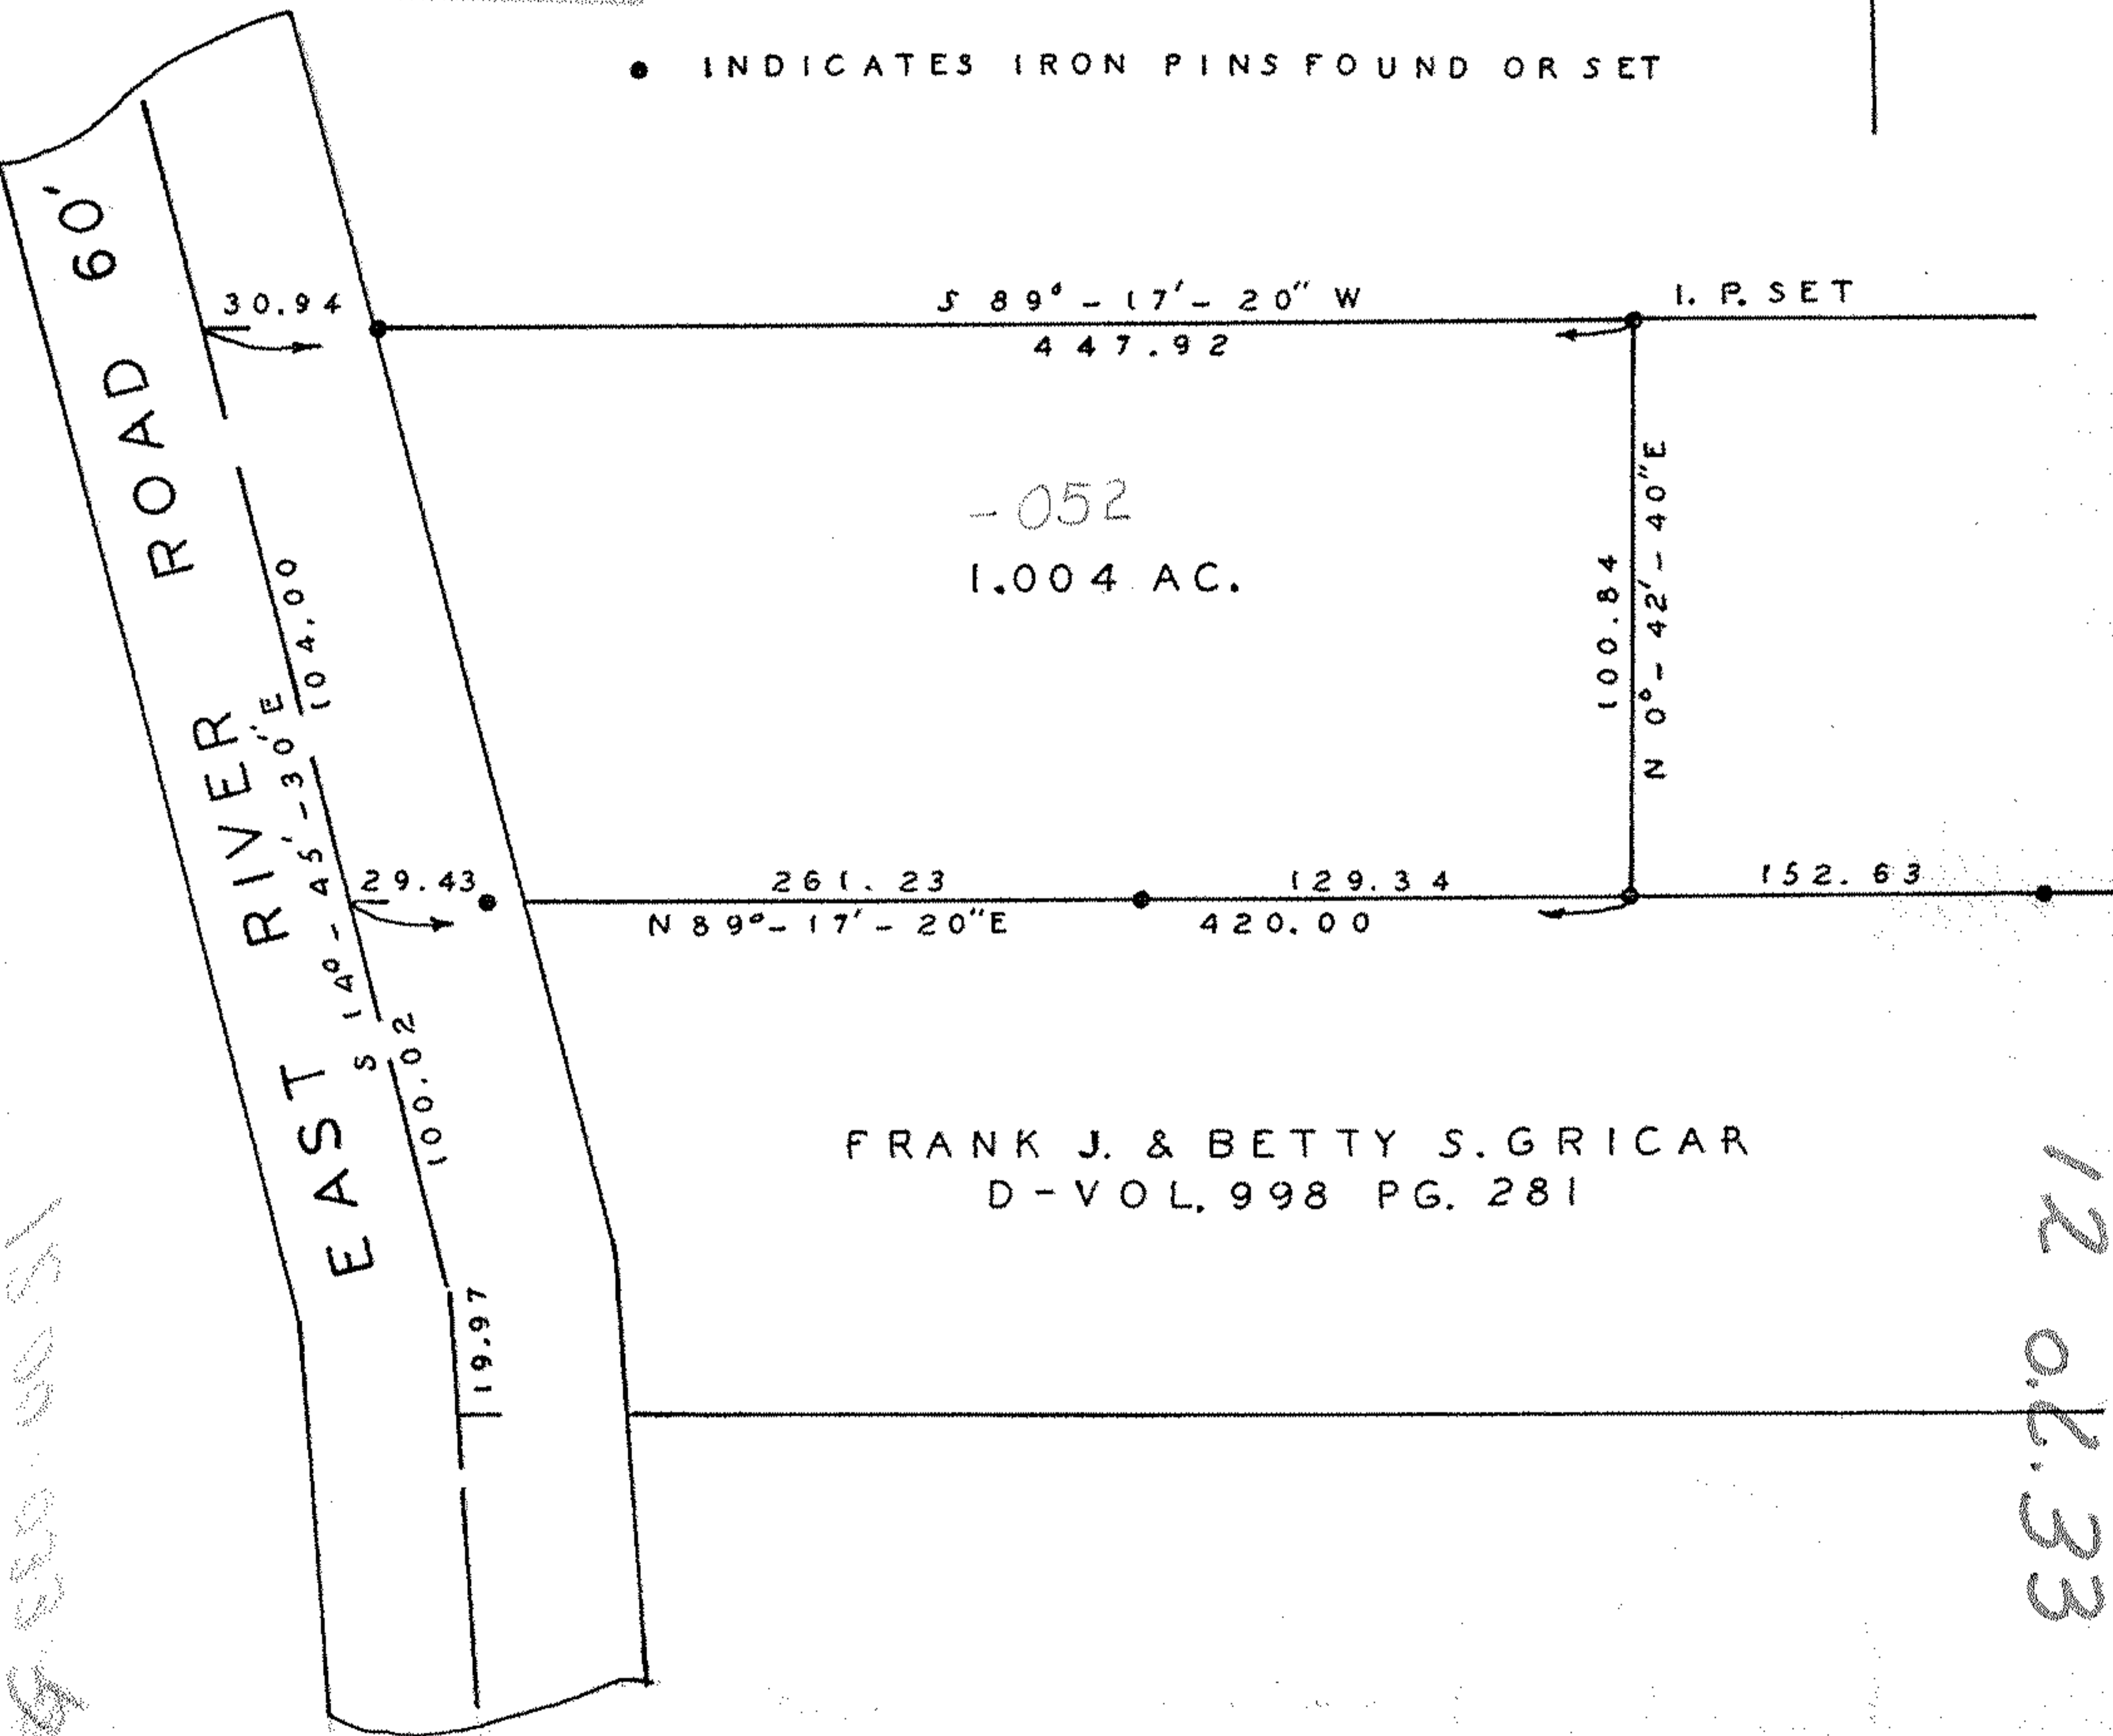 • INDICATES IRON PINS FOUND OR SET
30.94
S 89°-17'-20" W
447.92
I. P. SET
-052
1.004 AC.
100.84
N 0°-42'-40"E
EAST RIVER ROAD 60'
S 14°-45'-30"E
104.00
29.43
261.23
129.34
152.63
N 89°-17'-20"E
420.00
100.02
FRANK J. & BETTY S. GRICAR
D-VOL. 998 PG. 281
19.97
12 O.L. 33